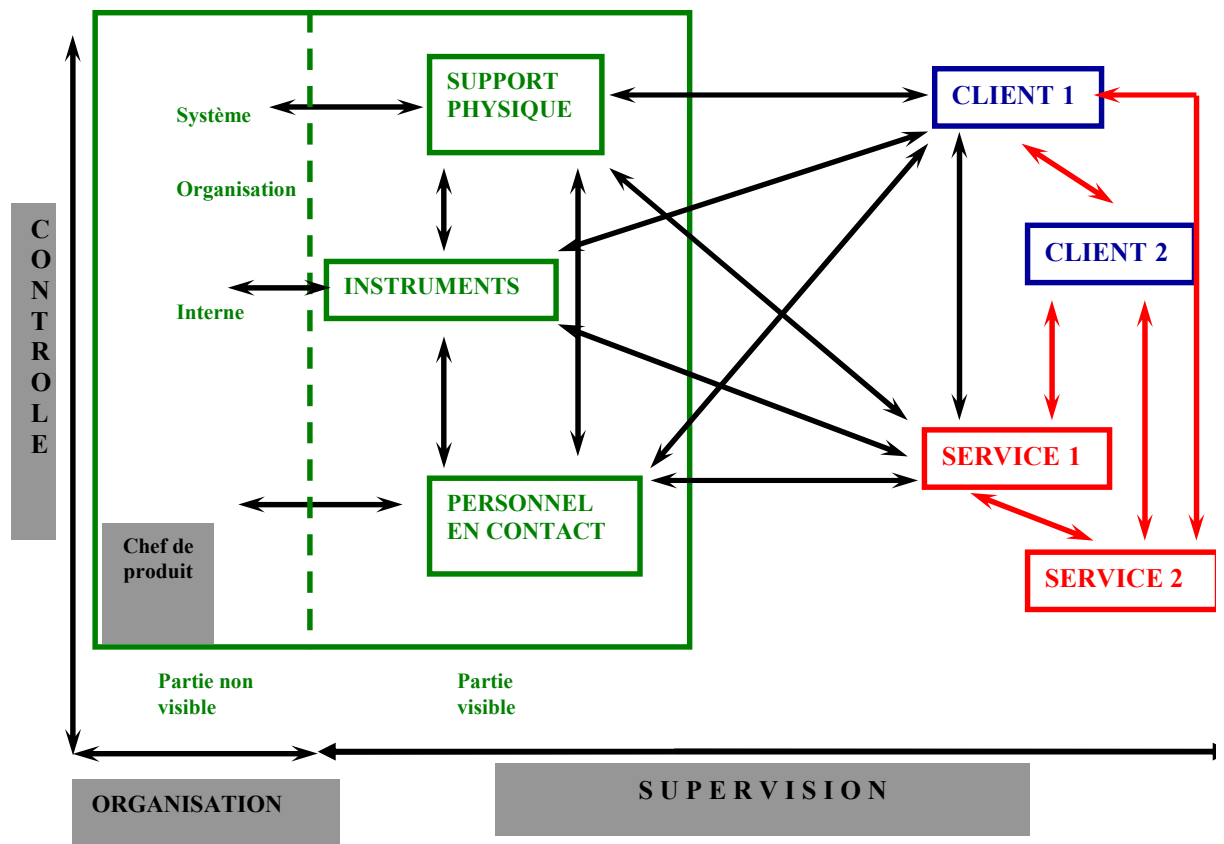 SUPPORT
PHYSIQUE
CLIENT 1
Système
Organisation
CONTROLE
CLIENT 2
INSTRUMENTS
Interne
SERVICE 1
PERSONNEL
EN CONTACT
Chef de
produit
SERVICE 2
Partie non
visible
Partie
visible
ORGANISATION
S U P E R V I S I O N